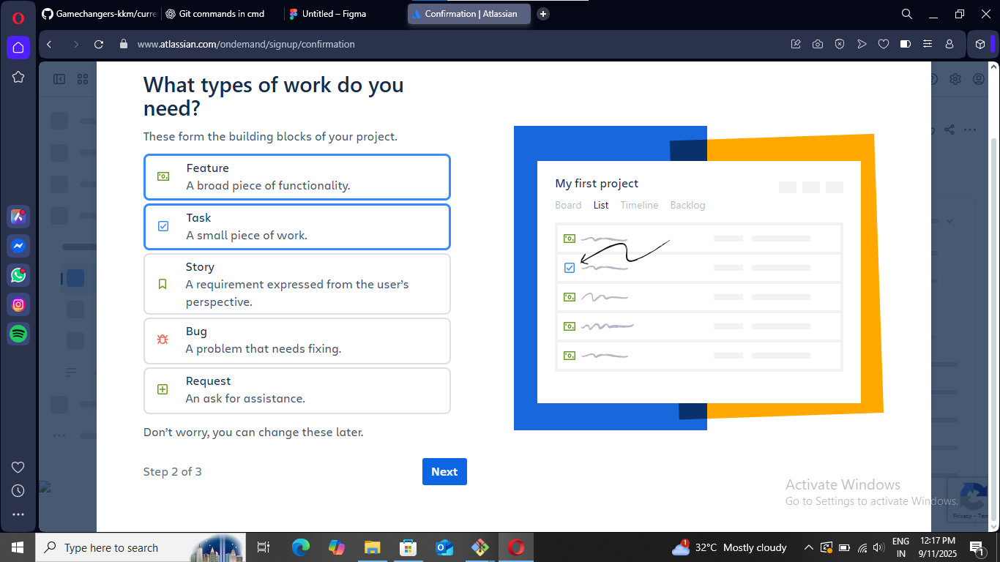 Gamechangers-kkm/curre
Git commands in cmd
Untitled – Figma
Confirmation | Atlassian
www.atlassian.com/ondemand/signup/confirmation
What types of work do you
need?
These form the building blocks of your project.
Feature
A broad piece of functionality.
Task
A small piece of work.
Story
A requirement expressed from the user's
perspective.
Bug
A problem that needs fixing.
Request
An ask for assistance.
Don't worry, you can change these later.
Step 2 of 3
Next
My first project
Board List Timeline Backlog
Activate Windows
Go to Settings to activate Windows.
Privacy - Ter
Type here to search
1
32°C Mostly cloudy
ENG
IN
12:17 PM
9/11/2025
1